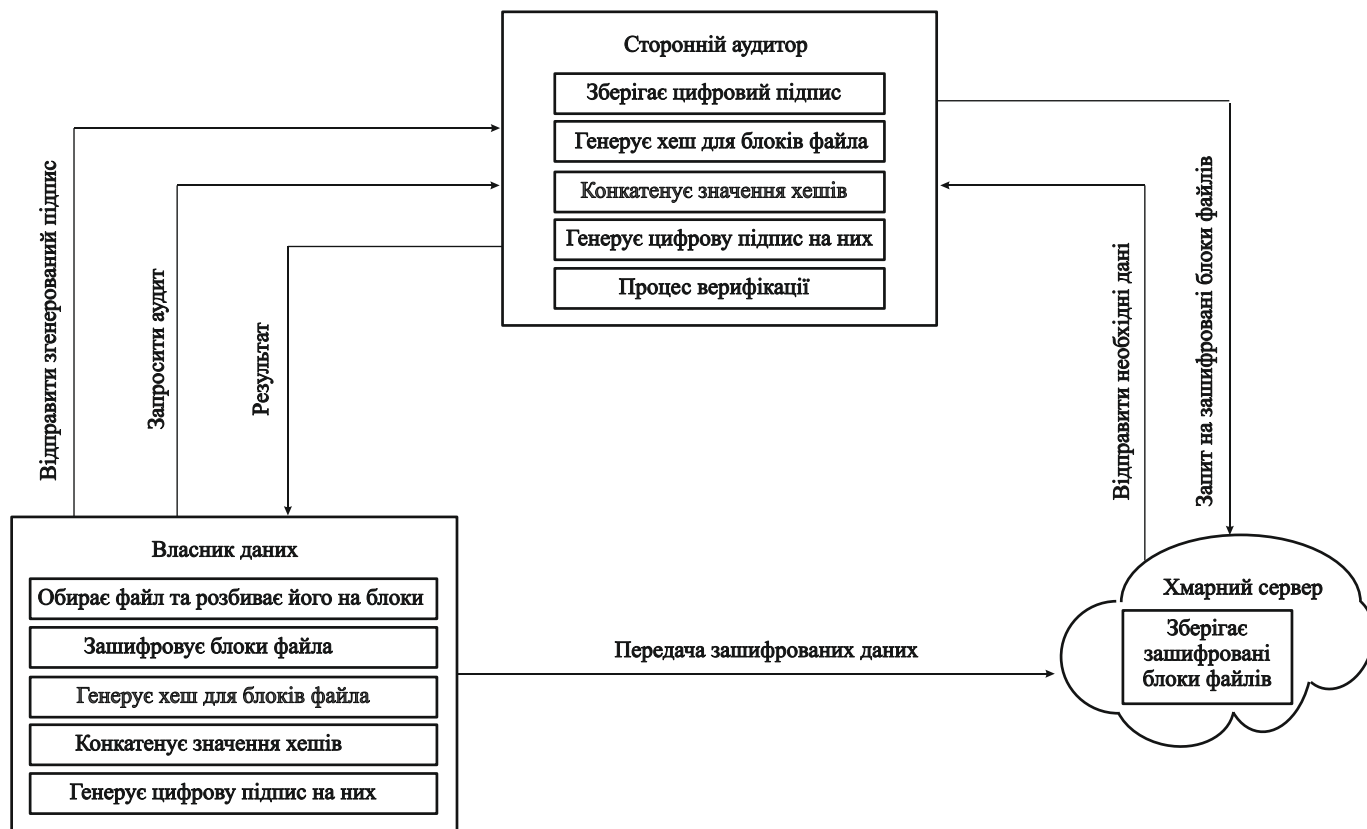 Сторонній аудитор
Зберігає цифровий підпис
Генерує хеш для блоків файла
Конкатенує значення хешів
Генерує цифрову підпис на них
Процес верифікації
Відправити згенерований підпис
Запросити аудит
Результат
Відправити необхідні дані
Запит на зашифровані блоки файлів
Власник даних
Обирає файл та розбиває його на блоки
Зашифровує блоки файла
Генерує хеш для блоків файла
Конкатенує значення хешів
Генерує цифрову підпис на них
Передача зашифрованих даних
Хмарний сервер
Зберігає
зашифровані
блоки файлів